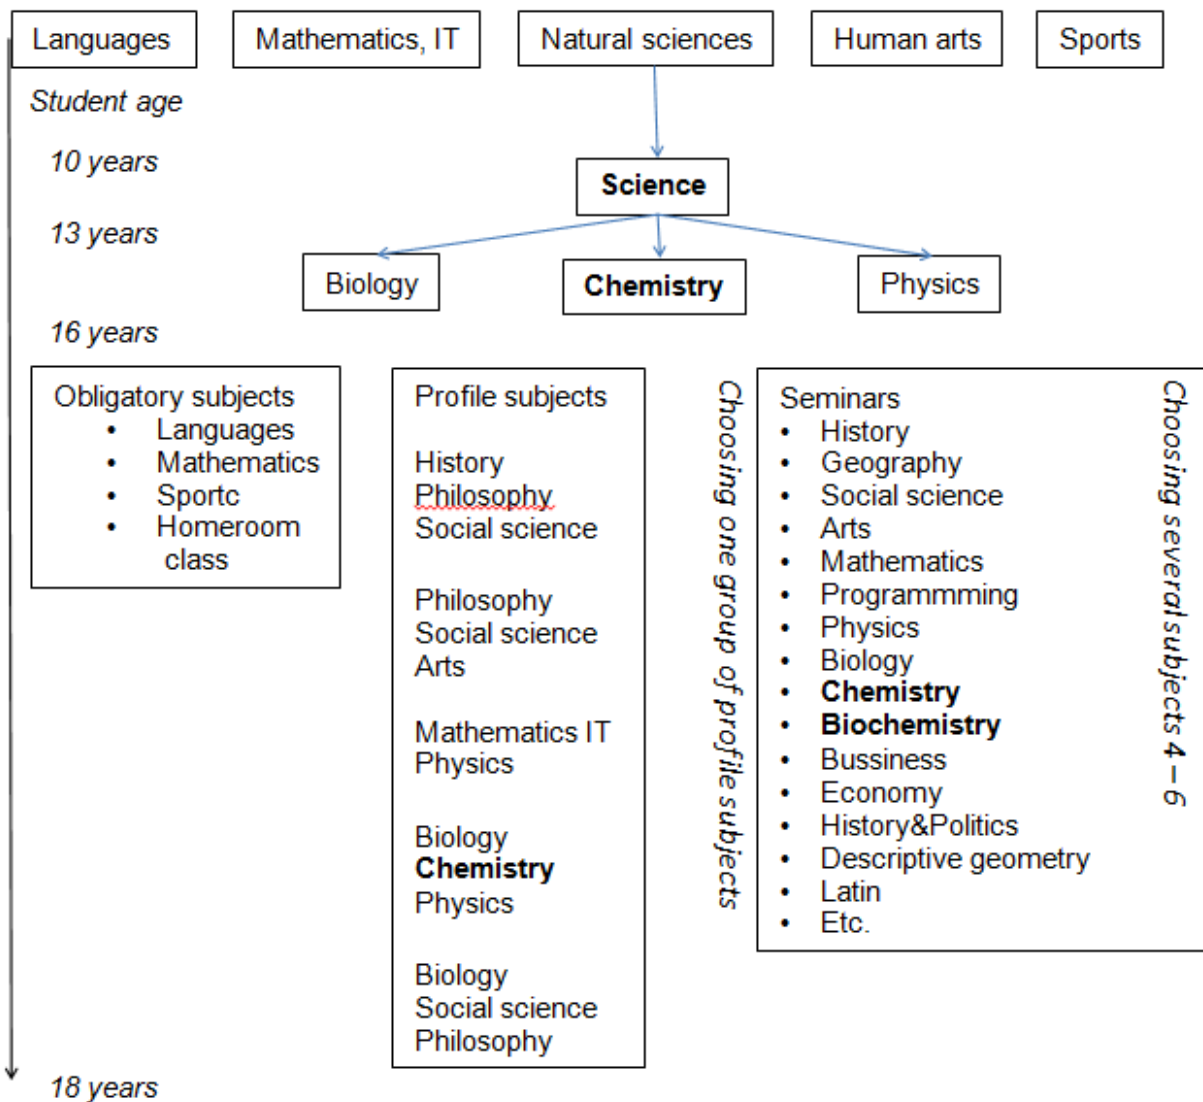 Languages
Mathematics, IT
Natural sciences
Human arts
Sports
Student age
10 years
Science
13 years
Biology
Chemistry
Physics
16 years
Obligatory subjects
• Languages
• Mathematics
• Sportc
• Homeroom
class
Profile subjects
History
Philosophy
Social science
Philosophy
Social science
Arts
Mathematics IT
Physics
Biology
Chemistry
Physics
Biology
Social science
Philosophy
Choosing one group of profile subjects
Seminars
• History
• Geography
• Social science
• Arts
• Mathematics
• Programmming
• Physics
• Biology
• Chemistry
• Biochemistry
• Bussiness
• Economy
• History&Politics
• Descriptive geometry
• Latin
• Etc.
Choosing several subjects 4 – 6
18 years